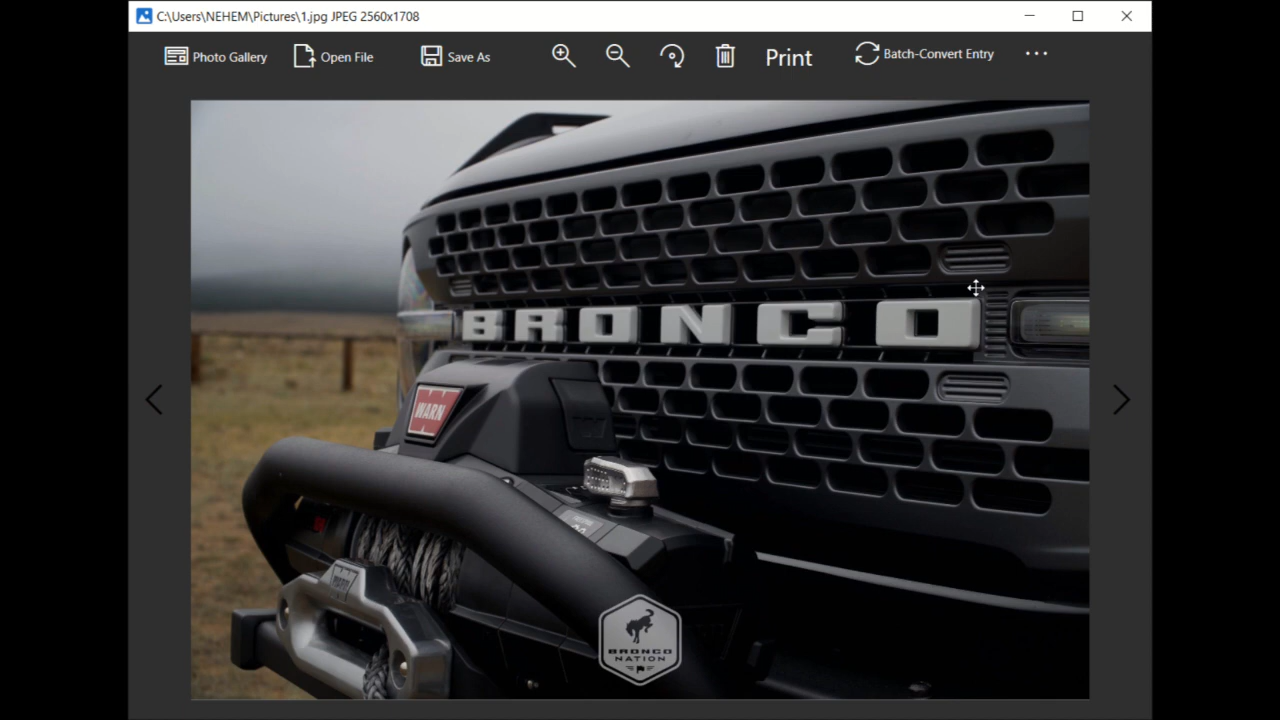 C:\Users\NEHEM\Pictures\1.jpg JPEG 2560x1708
Photo Gallery
Open File
Save As
Print
Batch-Convert Entry
BRONCO
WARN
WARN
BRONCO
NATION